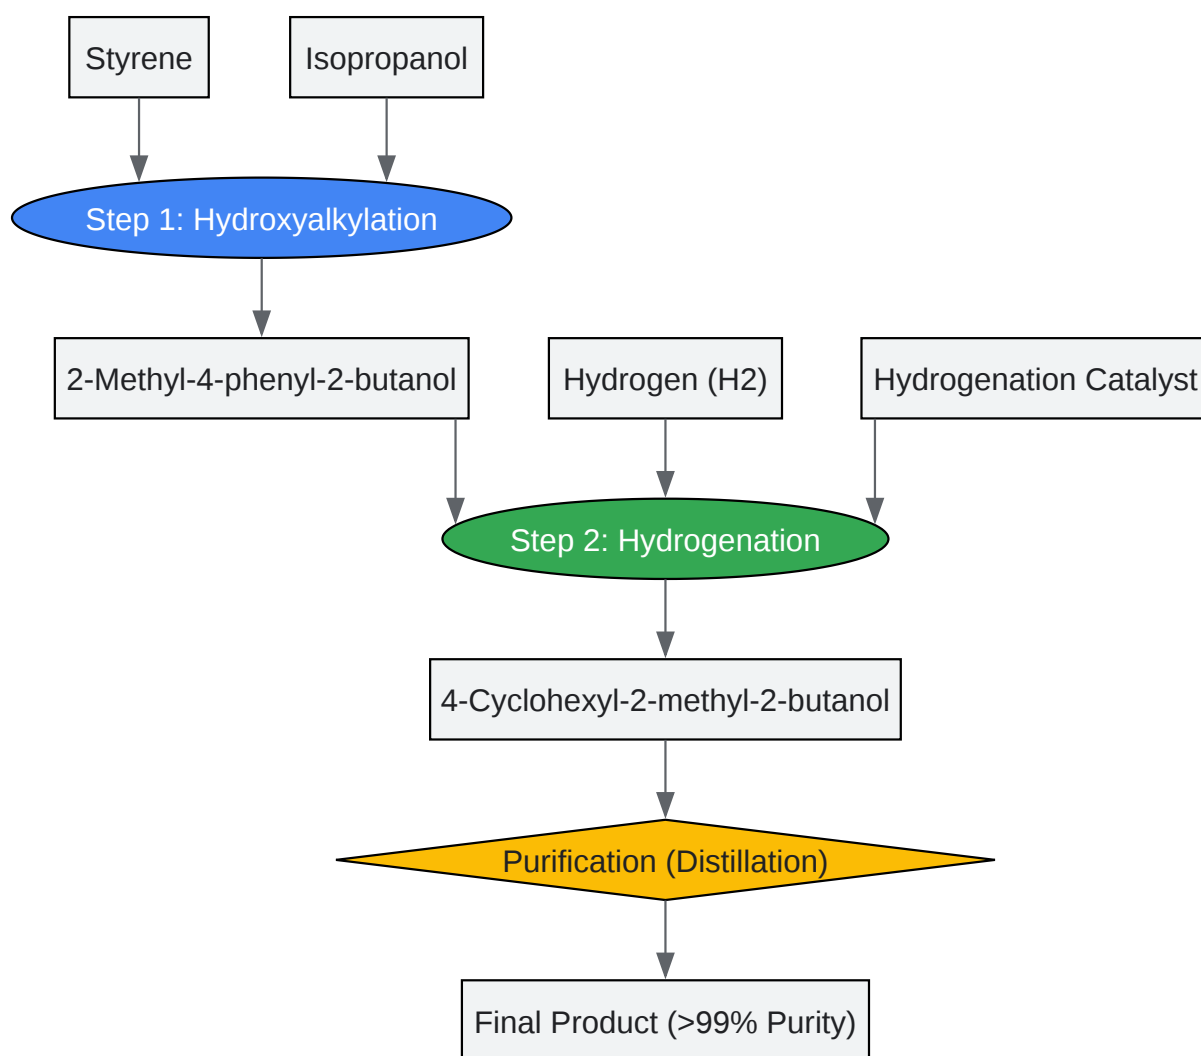 Styrene
Isopropanol
Step 1: Hydroxyalkylation
2-Methyl-4-phenyl-2-butanol
Hydrogen (H2)
Hydrogenation Catalyst
Step 2: Hydrogenation
4-Cyclohexyl-2-methyl-2-butanol
Purification (Distillation)
Final Product (>99% Purity)